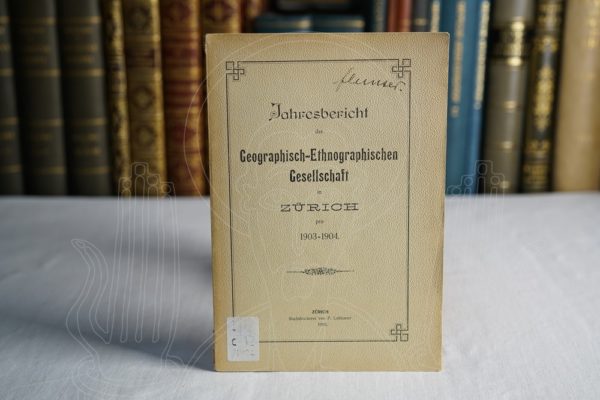 Jahresbericht
der
Geographisch-Ethnographischen
Gesellschaft
in
ZÜRICH
pro
1903-1904.
ZÜRICH